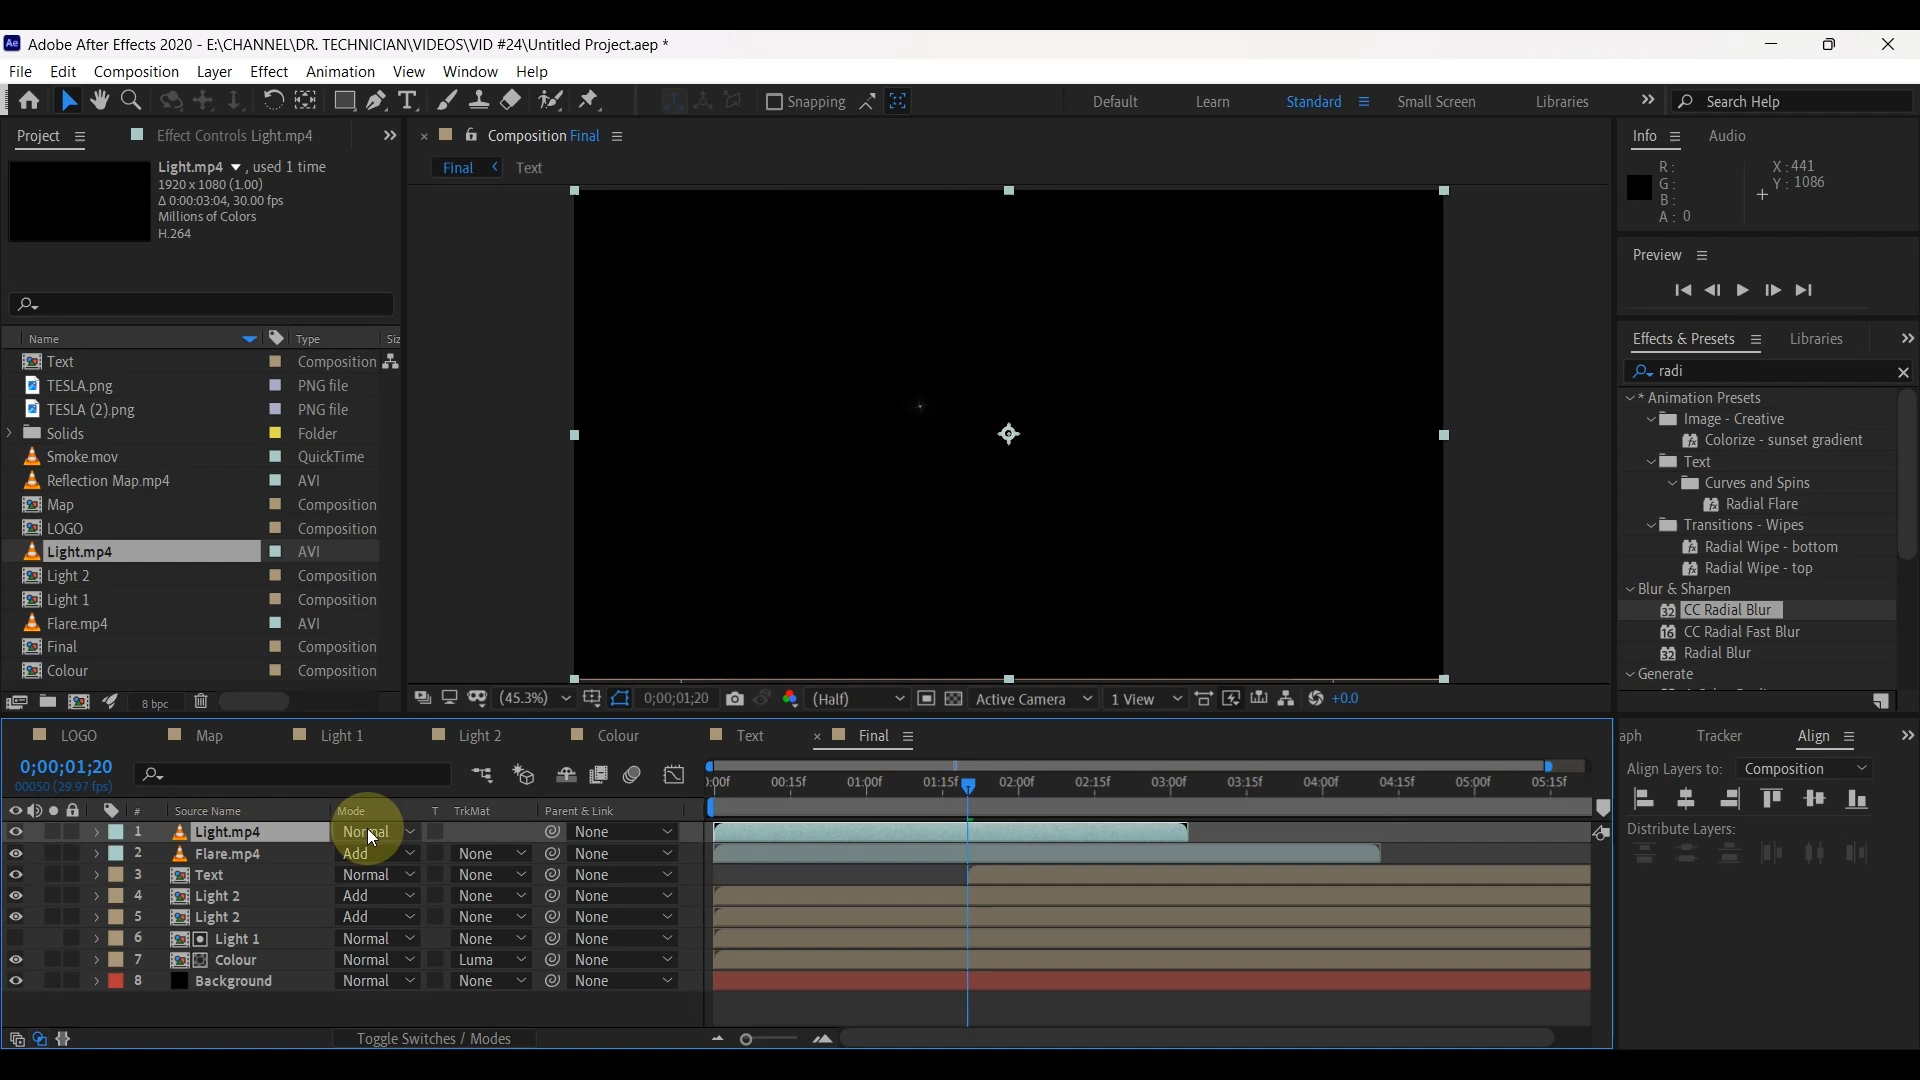 Adobe After Effects 2020 - E:\CHANNEL\DR. TECHNICIAN\VIDEOS\VID #24\Untitled Project.aep *
File Edit Composition Layer Effect Animation View Window Help
Snapping Default Learn Standard Small Screen Libraries Search Help
Project Effect Controls Light.mp4
Composition Final
Info Audio
Light.mp4 , used 1 time
1920 x 1080 (1.00)
Δ 0:00:03:04, 30.00 fps
Millions of Colors
H.264
Final Text
R:
G:
B:
A: 0
X: 441
Y: 1086
Preview
Name Type Siz
Text Composition
TESLA.png PNG file
TESLA (2).png PNG file
Solids Folder
Smoke.mov QuickTime
Reflection Map.mp4 AVI
Map Composition
LOGO Composition
Light.mp4 AVI
Light 2 Composition
Light 1 Composition
Flare.mp4 AVI
Final Composition
Colour Composition
8 bpc
Effects & Presets Libraries
radi
* Animation Presets
Image - Creative
Colorize - sunset gradient
Text
Curves and Spins
Radial Flare
Transitions - Wipes
Radial Wipe - bottom
Radial Wipe - top
Blur & Sharpen
CC Radial Blur
CC Radial Fast Blur
Radial Blur
Generate
(45.3%) 0;00;01;20 (Half) Active Camera 1 View +0.0
LOGO Map Light 1 Light 2 Colour Text Final
0;00;01;20
00050 (29.97 fps)
):00f 00:15f 01:00f 01:15f 02:00f 02:15f 03:00f 03:15f 04:00f 04:15f 05:00f 05:15f
# Source Name Mode T TrkMat Parent & Link
1 Light.mp4 Normal None
2 Flare.mp4 Add None None
3 Text Normal None None
4 Light 2 Add None None
5 Light 2 Add None None
6 Light 1 Normal None None
7 Colour Normal Luma None
8 Background Normal None None
Toggle Switches / Modes
aph Tracker Align
Align Layers to: Composition
Distribute Layers: